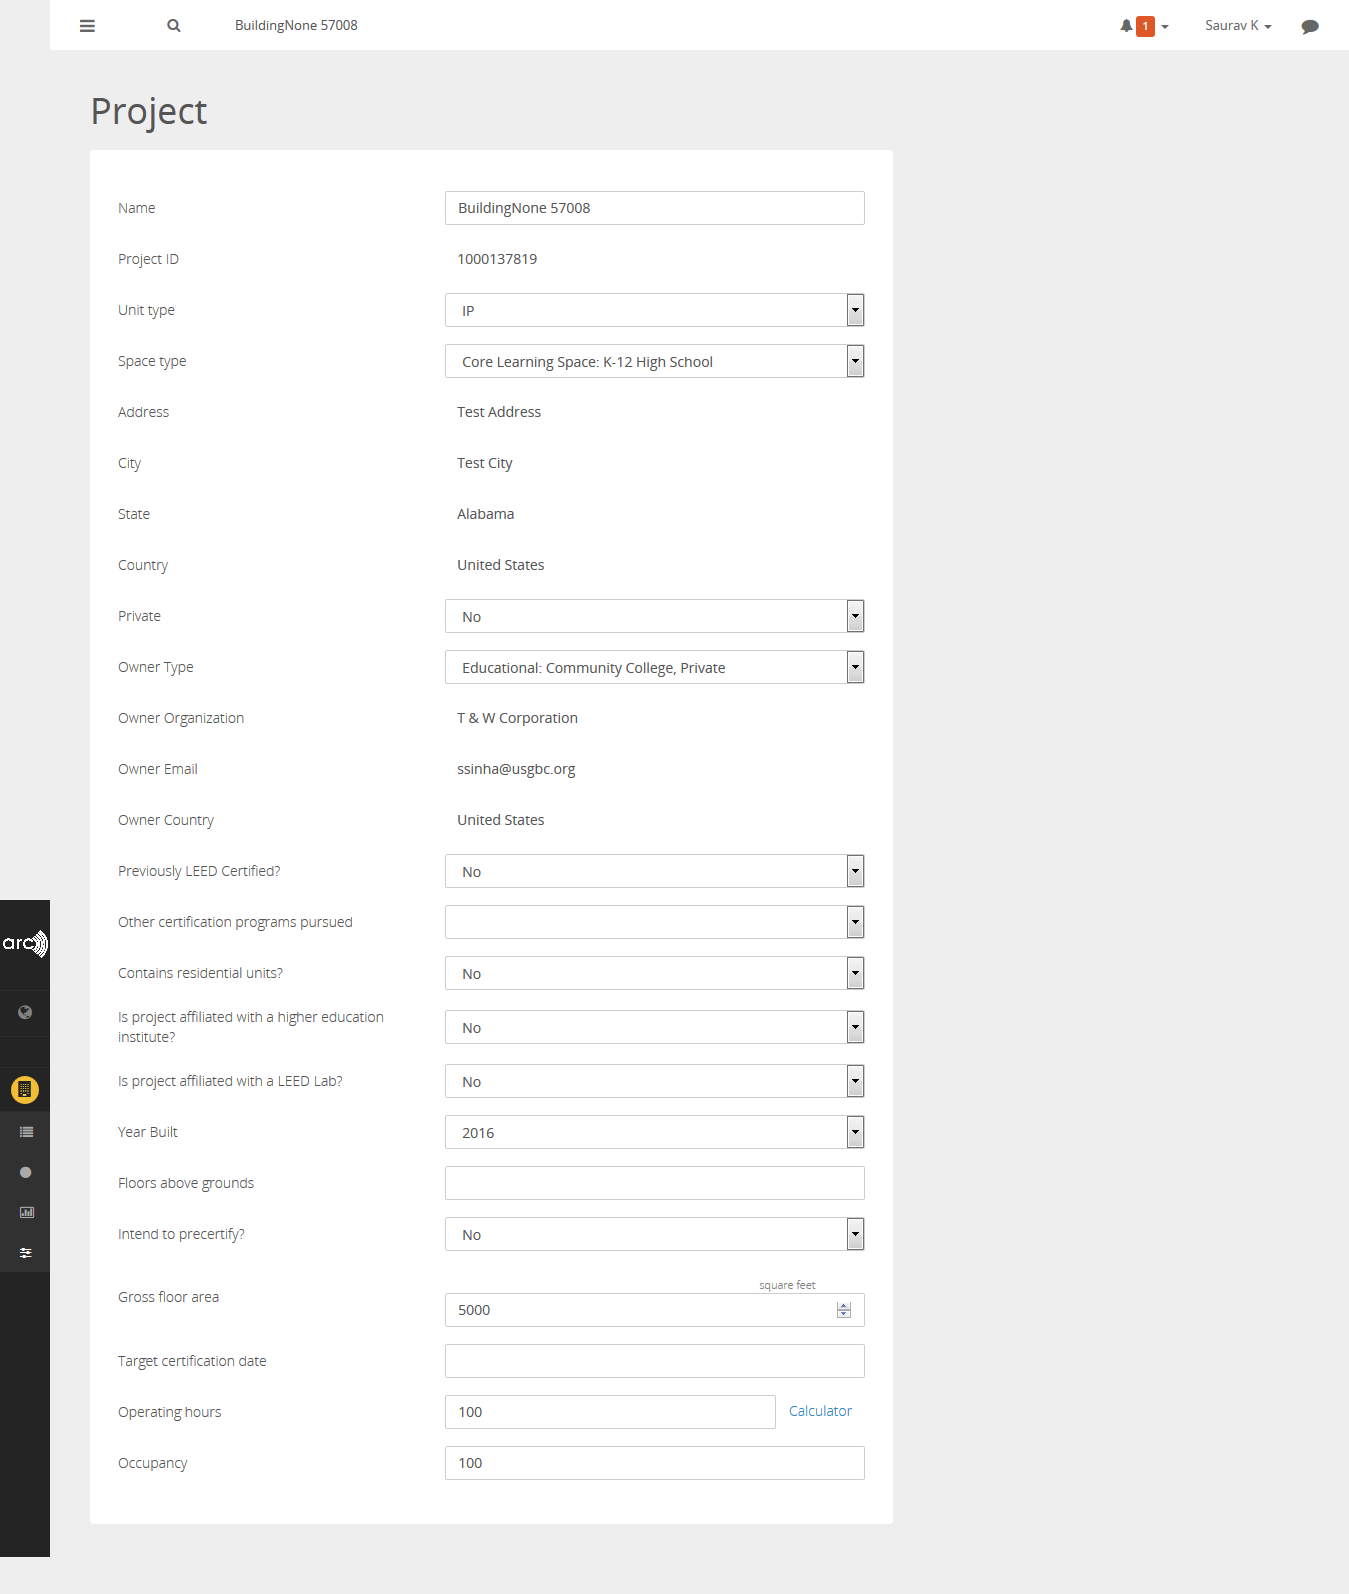 BuildingNone 57008
1
Saurav K
Project
Name
BuildingNone 57008
Project ID
1000137819
Unit type
IP
Space type
Core Learning Space: K-12 High School
Address
Test Address
City
Test City
State
Alabama
Country
United States
Private
No
Owner Type
Educational: Community College, Private
Owner Organization
T & W Corporation
Owner Email
ssinha@usgbc.org
Owner Country
United States
Previously LEED Certified?
No
Other certification programs pursued
arc
Contains residential units?
No
Is project affiliated with a higher education
institute?
No
Is project affiliated with a LEED Lab?
No
Year Built
2016
Floors above grounds
Intend to precertify?
No
square feet
Gross floor area
5000
Target certification date
Operating hours
100
Calculator
Occupancy
100